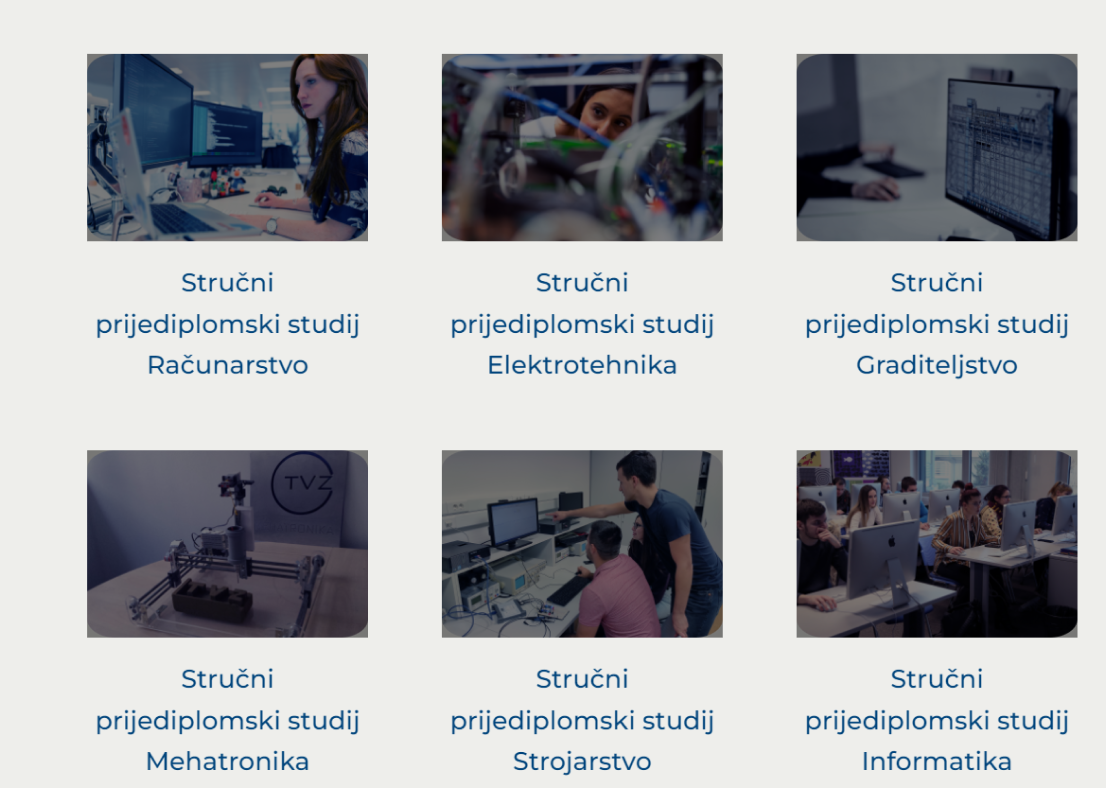 Stručni
prijediplomski studij
Računarstvo
Stručni
prijediplomski studij
Elektrotehnika
Stručni
prijediplomski studij
Graditeljstvo
TVZ
Stručni
prijediplomski studij
Mehatronika
Stručni
prijediplomski studij
Strojarstvo
Stručni
prijediplomski studij
Informatika